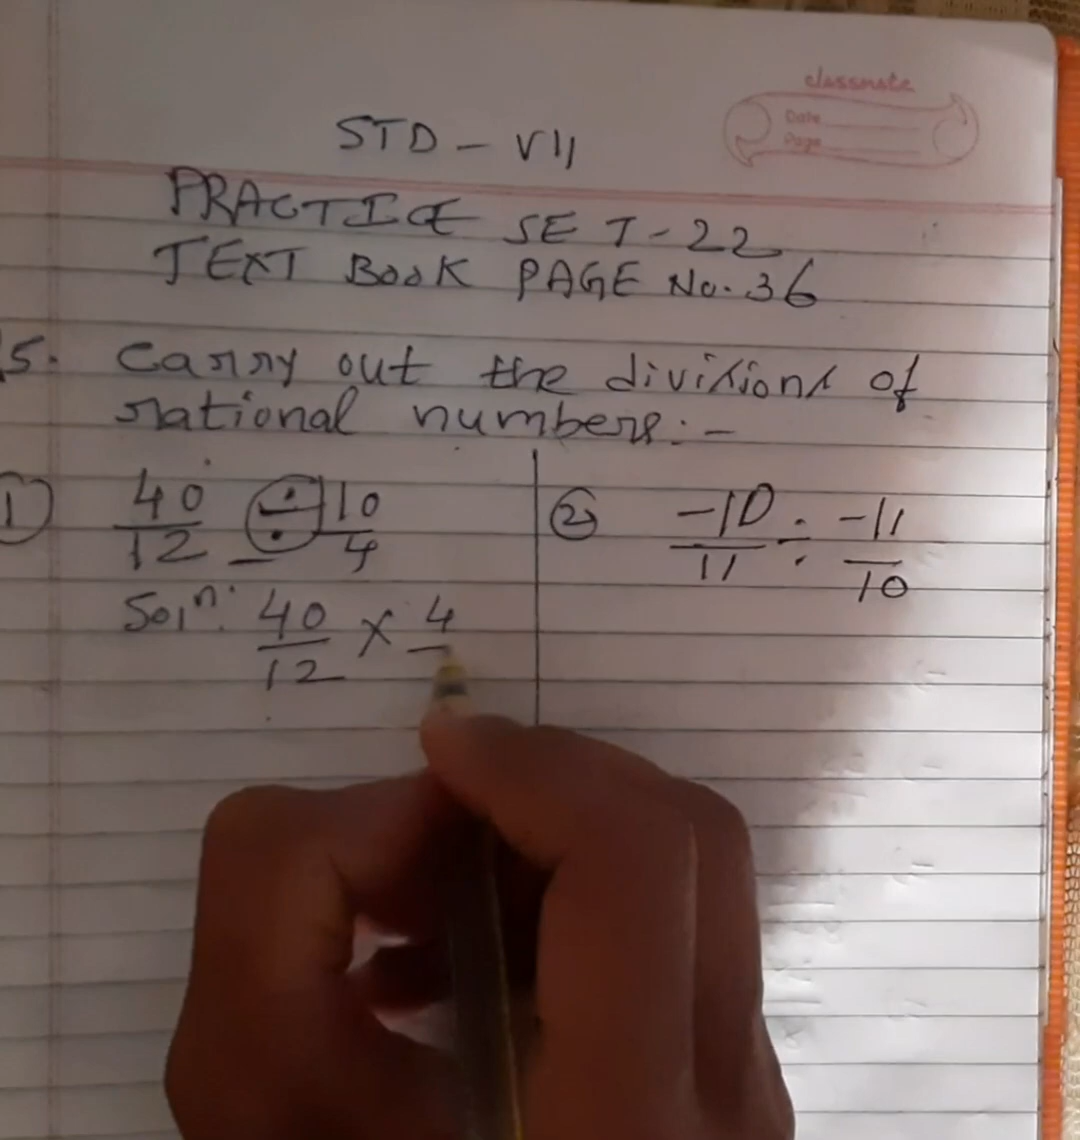 classmate
Date
Page
STD - VII
PRACTICE SET - 22
TEXT BOOK PAGE No. 36
5. Carry out the divisions of
rational numbers:-
① 40/12 ÷ 10/4
② -10/11 ÷ -11/10
Solⁿ: 40/12 × 4/